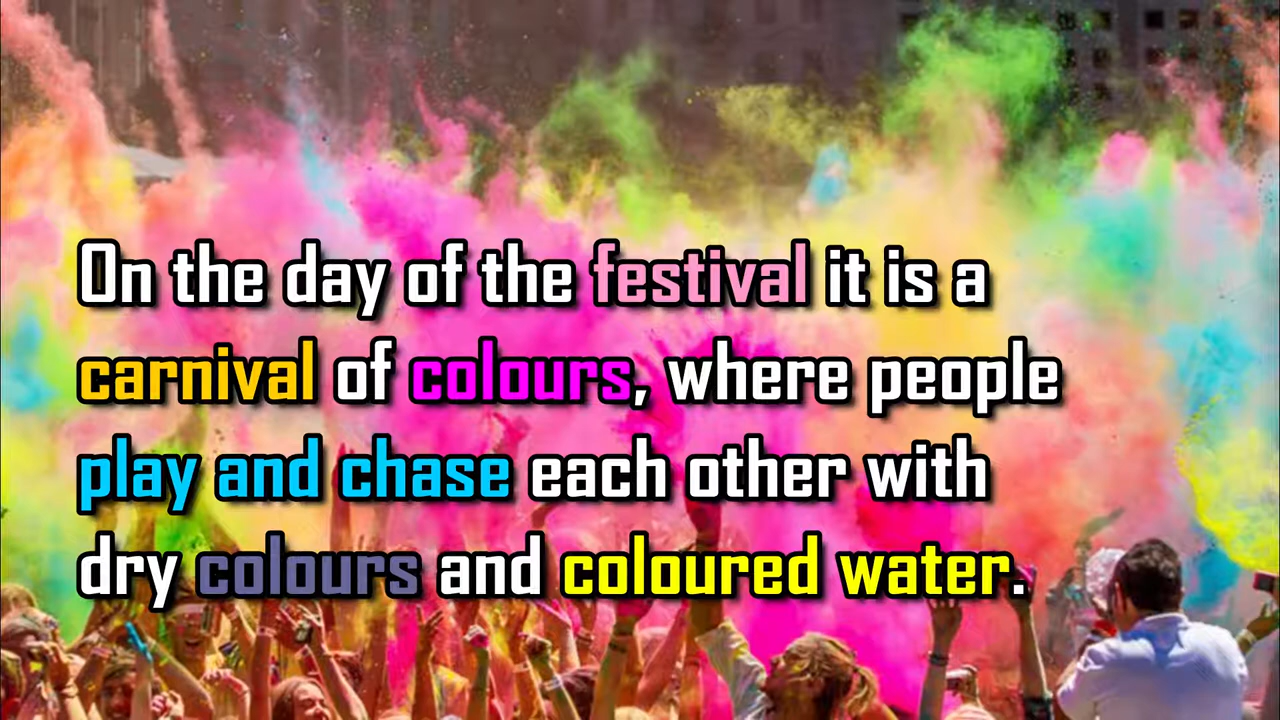 On the day of the festival it is a
carnival of colours, where people
play and chase each other with
dry colours and coloured water.